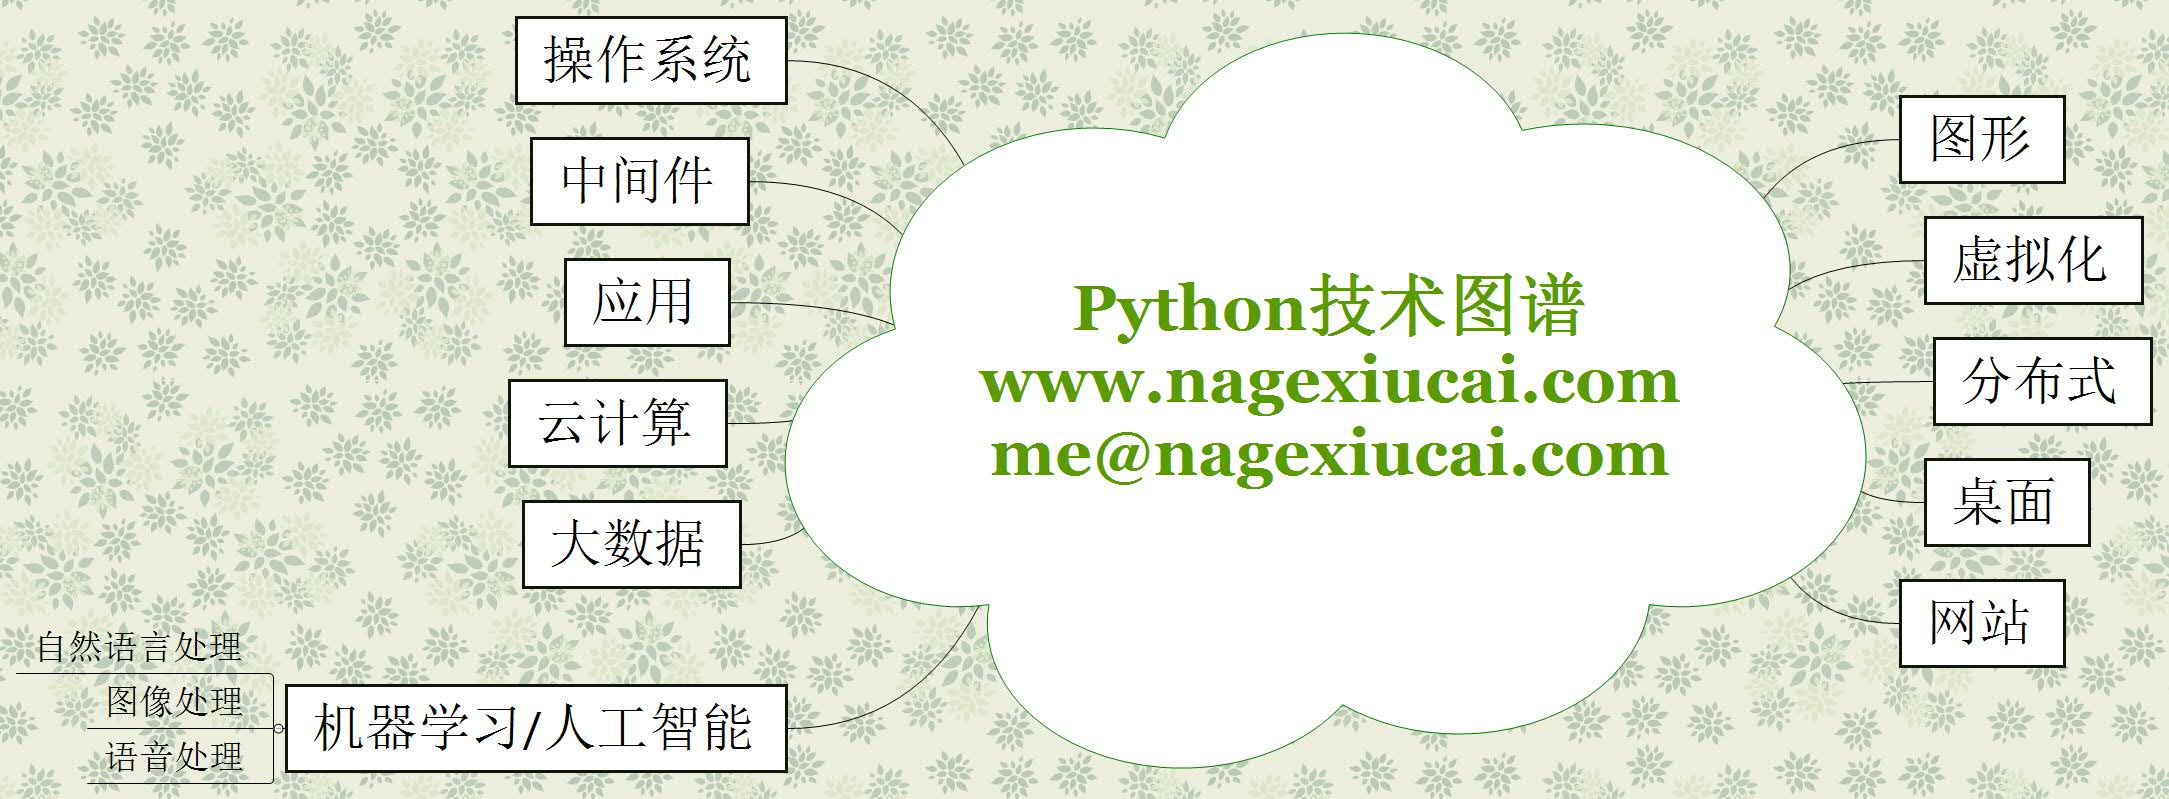 操作系统
中间件
应用
云计算
大数据
自然语言处理
图像处理
语音处理
机器学习/人工智能
Python技术图谱
www.nagexiucai.com
me@nagexiucai.com
图形
虚拟化
分布式
桌面
网站